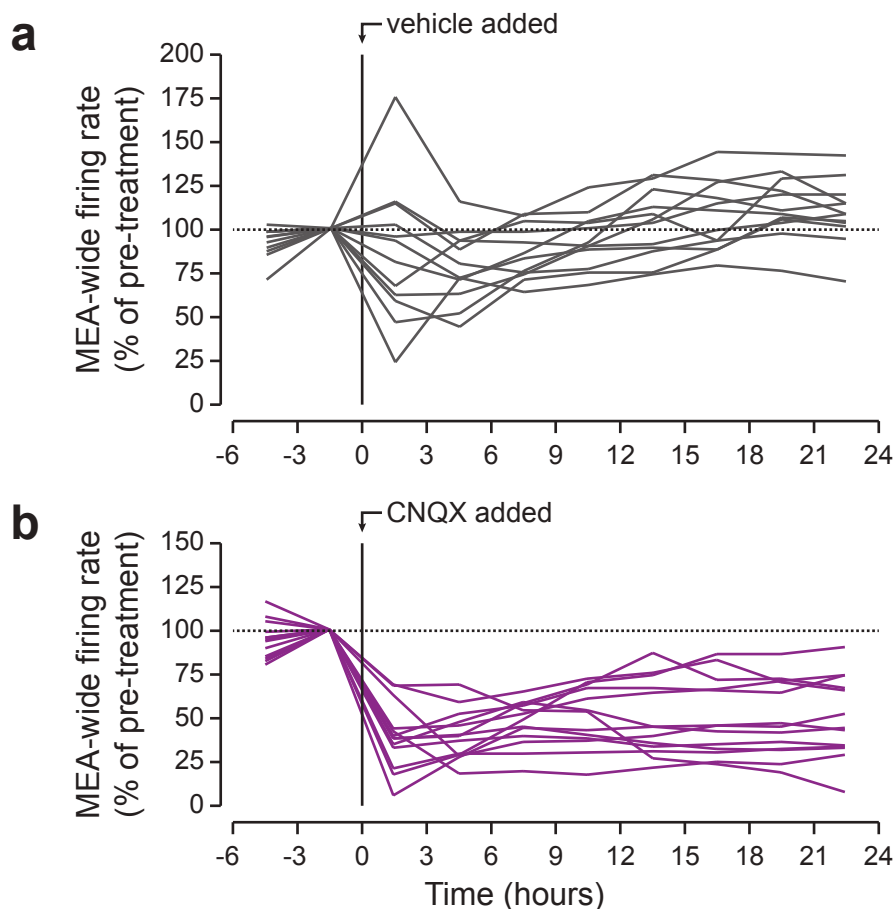 a
vehicle added
MEA-wide firing rate
(% of pre-treatment)
200
175
150
125
100
75
50
25
0
-6 -3 0 3 6 9 12 15 18 21 24
b
CNQX added
MEA-wide firing rate
(% of pre-treatment)
150
125
100
75
50
25
0
-6 -3 0 3 6 9 12 15 18 21 24
Time (hours)